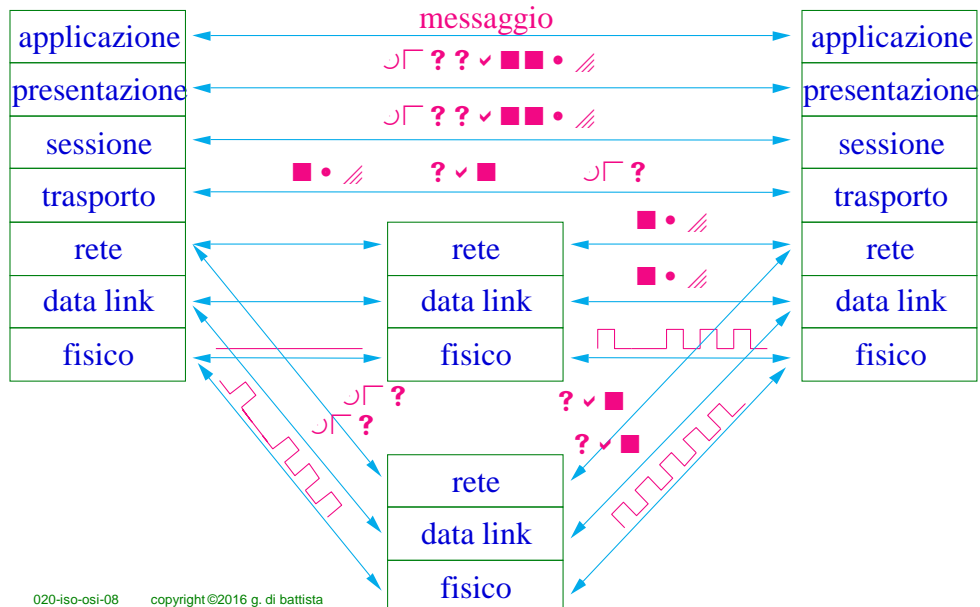 messaggio
applicazione applicazione
? ?
presentazione presentazione
? ?
sessione sessione
? ?
trasporto trasporto
rete rete rete
data link data link data link
fisico fisico fisico
? ?
? ?
rete
data link
fisico
020-iso-osi-08 copyright ©2016 g. di battista